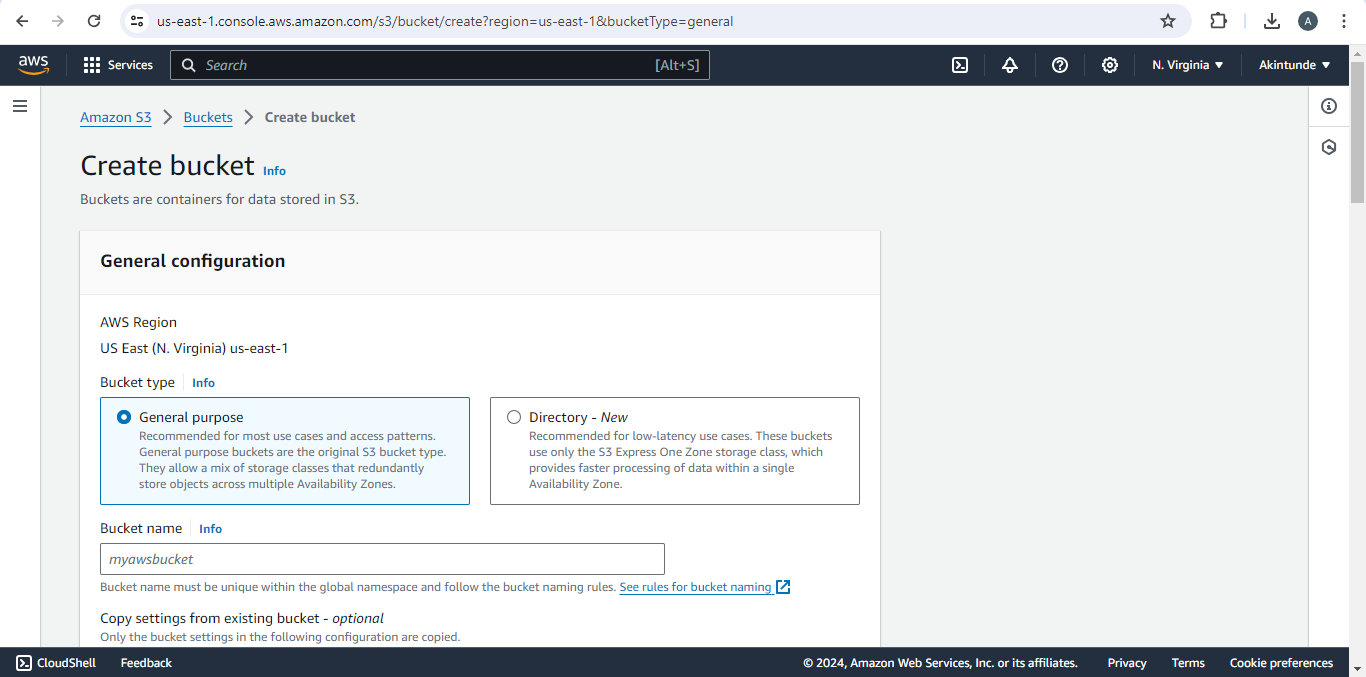 us-east-1.console.aws.amazon.com/s3/bucket/create?region=us-east-1&bucketType=general
A
aws
Services
Search
[Alt+S]
N. Virginia
Akintunde
Amazon S3
Buckets
Create bucket
Create bucket
Info
Buckets are containers for data stored in S3.
General configuration
AWS Region
US East (N. Virginia) us-east-1
Bucket type
Info
General purpose
Recommended for most use cases and access patterns.
General purpose buckets are the original S3 bucket type.
They allow a mix of storage classes that redundantly
store objects across multiple Availability Zones.
Directory - New
Recommended for low-latency use cases. These buckets
use only the S3 Express One Zone storage class, which
provides faster processing of data within a single
Availability Zone.
Bucket name
Info
myawsbucket
Bucket name must be unique within the global namespace and follow the bucket naming rules. See rules for bucket naming
Copy settings from existing bucket - optional
Only the bucket settings in the following configuration are copied.
CloudShell
Feedback
© 2024, Amazon Web Services, Inc. or its affiliates.
Privacy
Terms
Cookie preferences